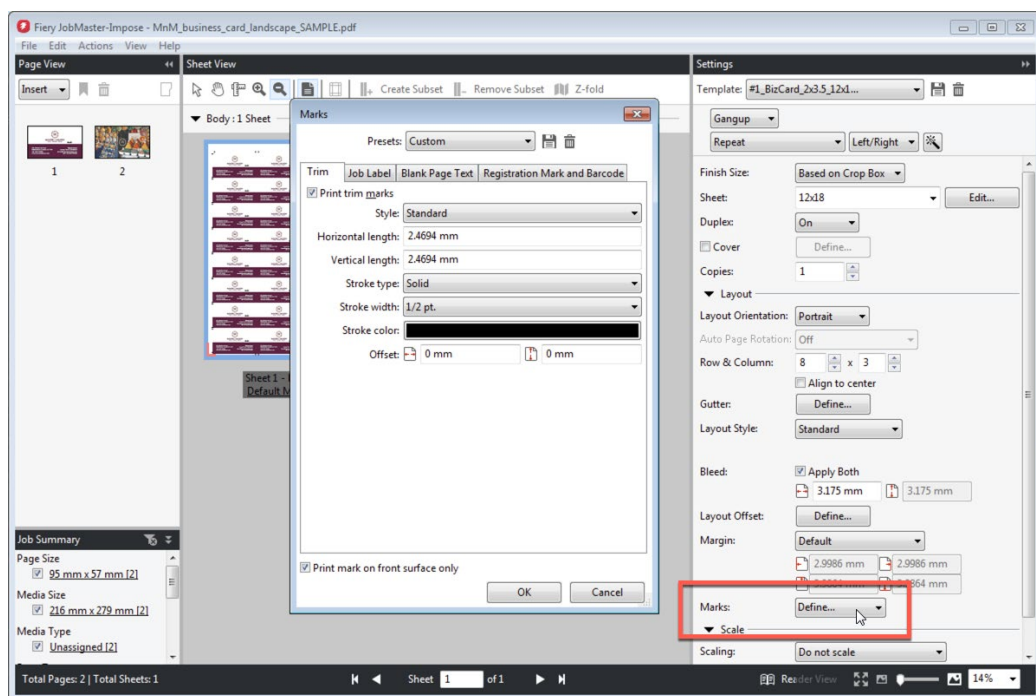 Fiery JobMaster-Impose - MnM_business_card_landscape_SAMPLE.pdf
File Edit Actions View Help
Page View
Insert
1 2
Sheet View
Create Subset Remove Subset Z-fold
Body : 1 Sheet
Sheet 1 -
Marks
Presets: Custom
Trim Job Label Blank Page Text Registration Mark and Barcode
Print trim marks
Style: Standard
Horizontal length: 2.4694 mm
Vertical length: 2.4694 mm
Stroke type: Solid
Stroke width: 1/2 pt.
Stroke color:
Offset: 0 mm 0 mm
Print mark on front surface only
OK Cancel
Settings
Template: #1_BizCard_2x3.5_12x1...
Gangup
Repeat Left/Right
Finish Size: Based on Crop Box
Sheet: 12x18 Edit...
Duplex: On
Cover Define...
Copies: 1
Layout
Layout Orientation: Portrait
Auto Page Rotation: Off
Row & Column: 8 x 3
Align to center
Gutter: Define...
Layout Style: Standard
Bleed: Apply Both
3.175 mm 3.175 mm
Layout Offset: Define...
Margin: Default
2.9986 mm 2.9986 mm
Marks: Define...
Scale
Scaling: Do not scale
Job Summary
Page Size
95 mm x 57 mm [2]
Media Size
216 mm x 279 mm [2]
Media Type
Unassigned [2]
Total Pages: 2 | Total Sheets: 1
Sheet 1 of 1
Reader View
14%